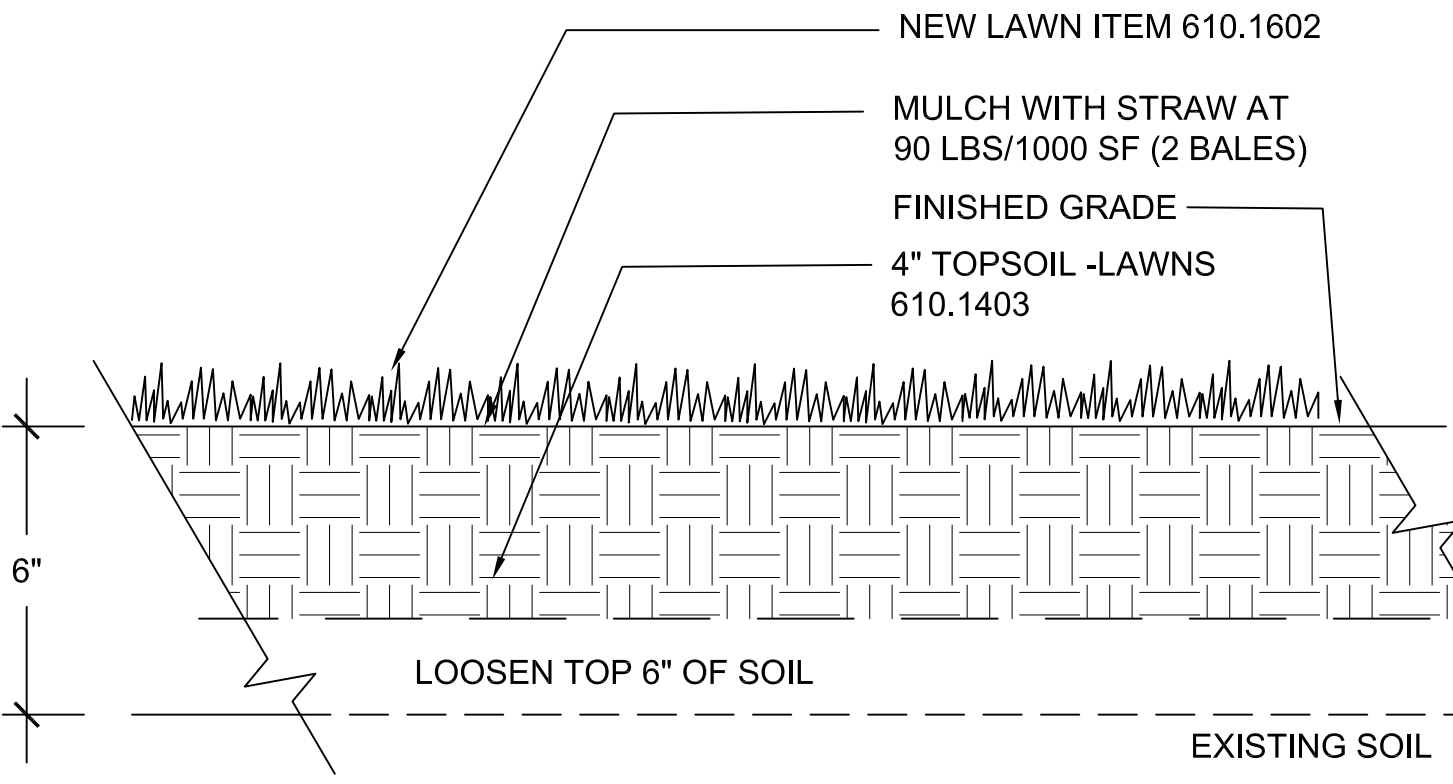 NEW LAWN ITEM 610.1602
MULCH WITH STRAW AT
90 LBS/1000 SF (2 BALES)
FINISHED GRADE
4" TOPSOIL -LAWNS
610.1403
6"
LOOSEN TOP 6" OF SOIL
EXISTING SOIL